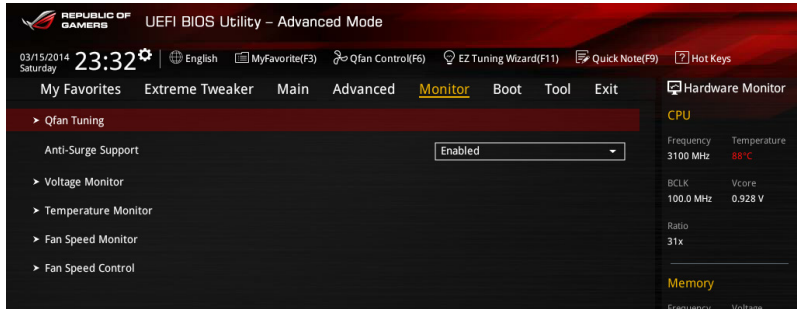 REPUBLIC OF
GAMERS
UEFI BIOS Utility – Advanced Mode
03/15/2014
Saturday
23:32
English
MyFavorite(F3)
Qfan Control(F6)
EZ Tuning Wizard(F11)
Quick Note(F9)
? Hot Keys
My Favorites Extreme Tweaker Main Advanced Monitor Boot Tool Exit
Hardware Monitor
> Qfan Tuning
Anti-Surge Support Enabled
> Voltage Monitor
> Temperature Monitor
> Fan Speed Monitor
> Fan Speed Control
CPU
Frequency Temperature
3100 MHz 88°C
BCLK Vcore
100.0 MHz 0.928 V
Ratio
31x
Memory
Frequency Voltage